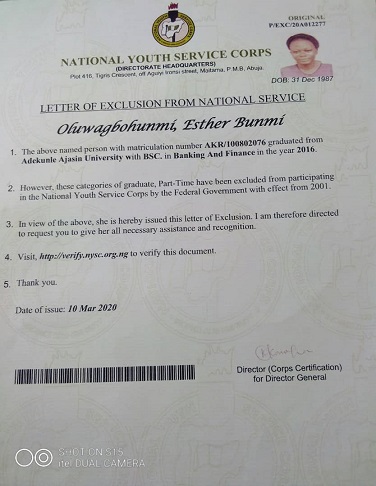 ORIGINAL
P/EXC/20A012277
NATIONAL YOUTH SERVICE CORPS
(DIRECTORATE HEADQUARTERS)
Plot 416, Tigris Crescent, off Aguiyi Ironsi street, Maitama, P.M.B, Abuja.
DOB: 31 Dec 1987
LETTER OF EXCLUSION FROM NATIONAL SERVICE
Oluwagbohunmi, Esther Bunmi
1. The above named person with matriculation number AKR/100802076 graduated from
Adekunle Ajasin University with BSC. in Banking And Finance in the year 2016.
2. However, these categories of graduate, Part-Time have been excluded from participating
in the National Youth Service Corps by the Federal Government with effect from 2001.
3. In view of the above, she is hereby issued this letter of Exclusion. I am therefore directed
to request you to give her all necessary assistance and recognition.
4. Visit, http://verify.nysc.org.ng to verify this document.
5. Thank you.
Date of issue: 10 Mar 2020
Director (Corps Certification)
for Director General
SHOT ON S15
itel DUAL CAMERA